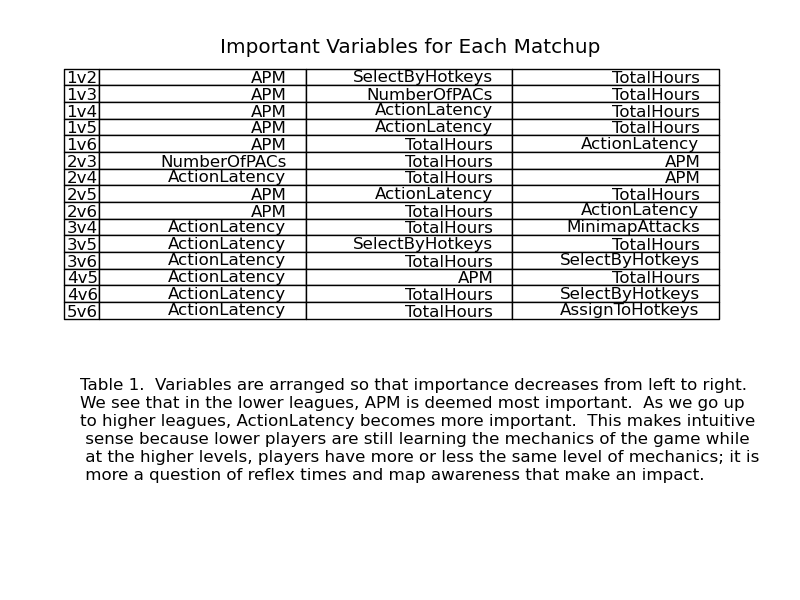 Important Variables for Each Matchup
1v2 APM SelectByHotkeys TotalHours
1v3 APM NumberOfPACs TotalHours
1v4 APM ActionLatency TotalHours
1v5 APM ActionLatency TotalHours
1v6 APM TotalHours ActionLatency
2v3 NumberOfPACs TotalHours APM
2v4 ActionLatency TotalHours APM
2v5 APM ActionLatency TotalHours
2v6 APM TotalHours ActionLatency
3v4 ActionLatency TotalHours MinimapAttacks
3v5 ActionLatency SelectByHotkeys TotalHours
3v6 ActionLatency TotalHours SelectByHotkeys
4v5 ActionLatency APM TotalHours
4v6 ActionLatency TotalHours SelectByHotkeys
5v6 ActionLatency TotalHours AssignToHotkeys
Table 1.  Variables are arranged so that importance decreases from left to right.
We see that in the lower leagues, APM is deemed most important.  As we go up
to higher leagues, ActionLatency becomes more important.  This makes intuitive
sense because lower players are still learning the mechanics of the game while
at the higher levels, players have more or less the same level of mechanics; it is
more a question of reflex times and map awareness that make an impact.